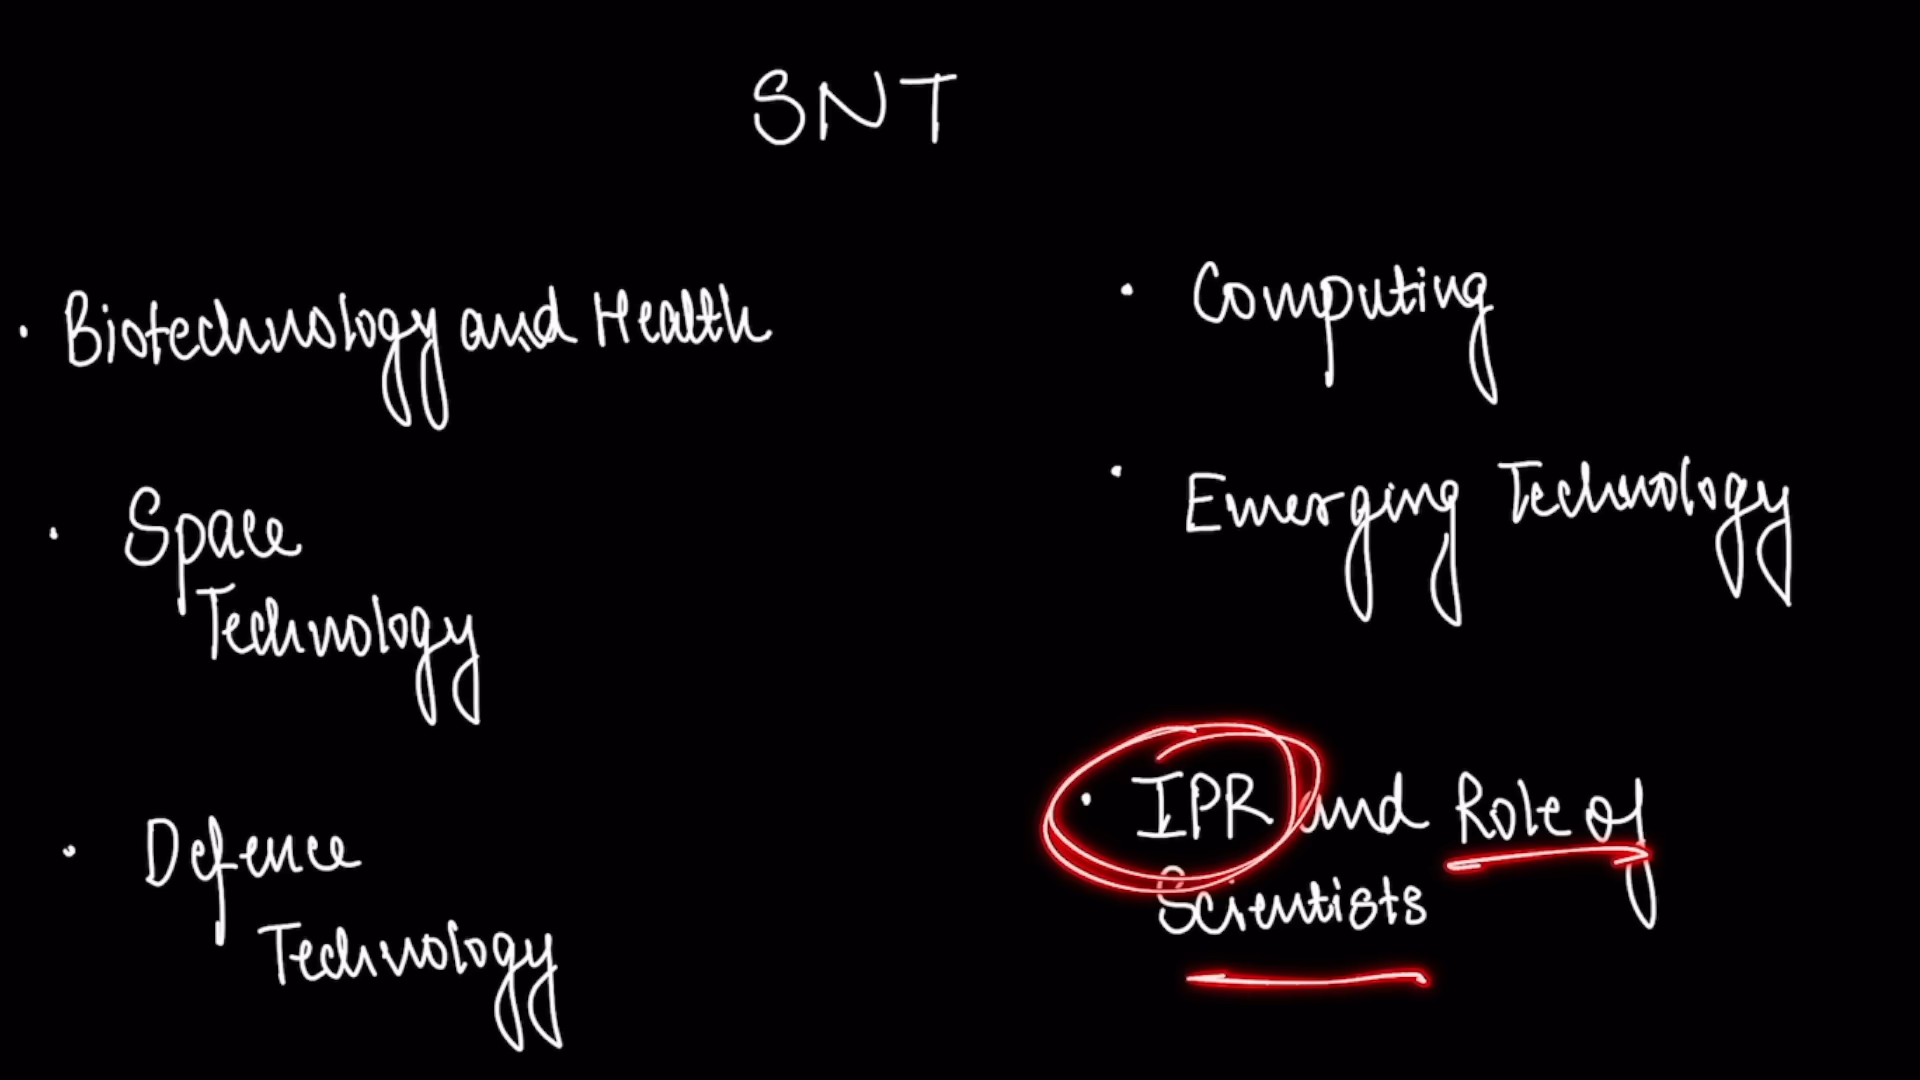 SNT
• Biotechnology and Health
• Space
Technology
• Defence
Technology
• Computing
• Emerging Technology
• IPR and Role of
Scientists